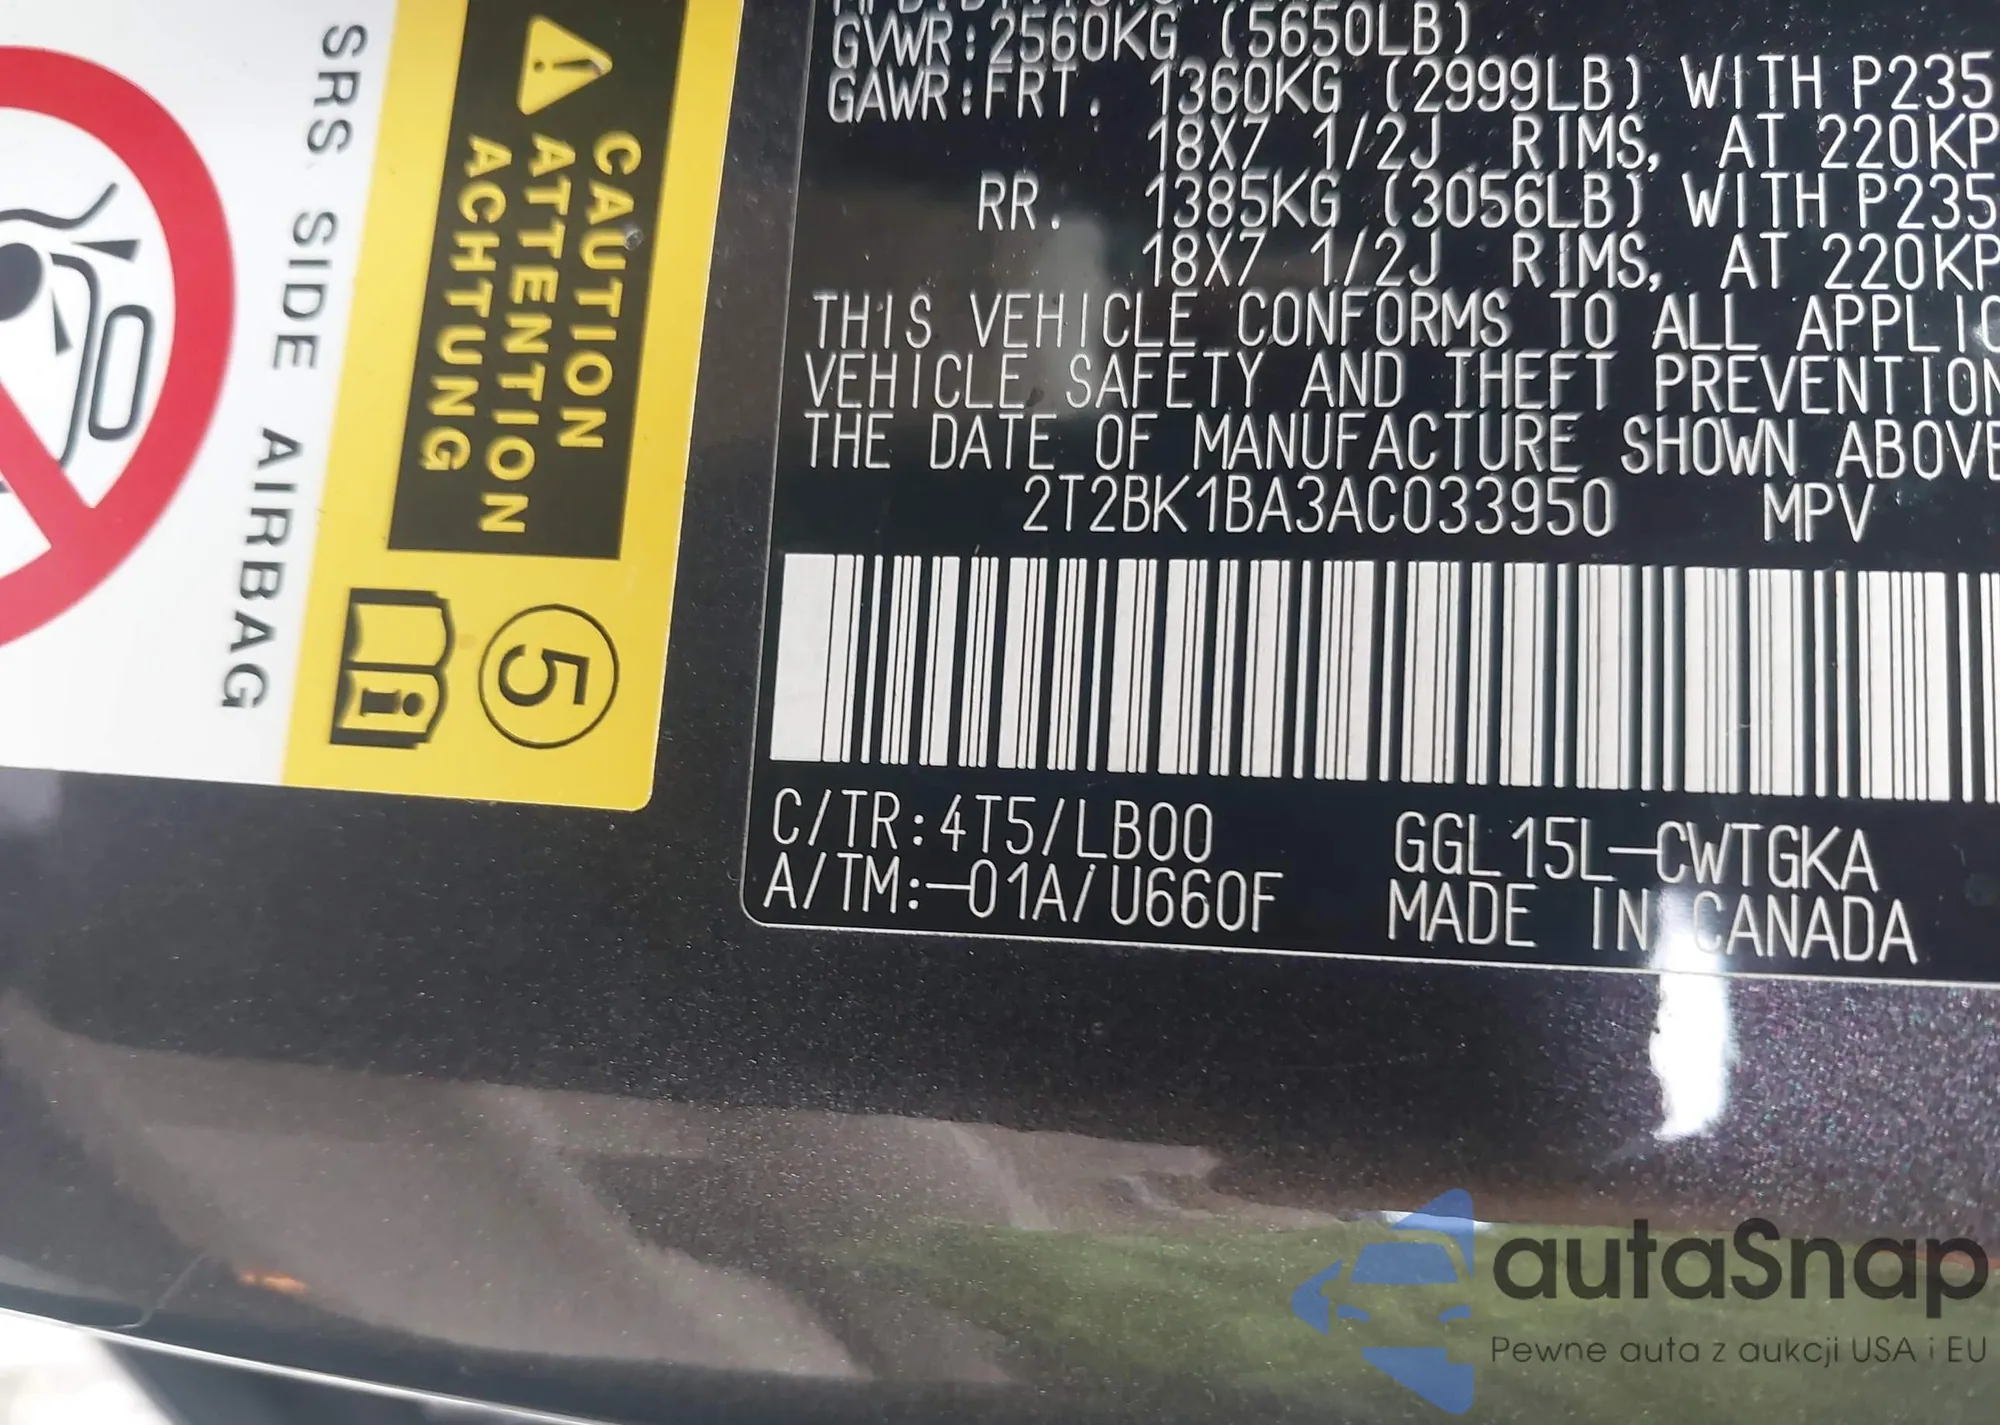 GVWR:2560KG (5650LB)
GAWR:FRT. 1360KG (2999LB) WITH P235
18X7 1/2J RIMS, AT 220KP
RR. 1385KG (3056LB) WITH P235
18X7 1/2J RIMS, AT 220KP
THIS VEHICLE CONFORMS TO ALL APPLIC
VEHICLE SAFETY AND THEFT PREVENTION
THE DATE OF MANUFACTURE SHOWN ABOVE
2T2BK1BA3AC033950 MPV
C/TR:4T5/LB00 GGL15L-CWTGKA
A/TM:-01A/U660F MADE IN CANADA
CAUTION
ATTENTION
ACHTUNG
5
i
SRS SIDE AIRBAG
autaSnap
Pewne auta z aukcji USA i EU